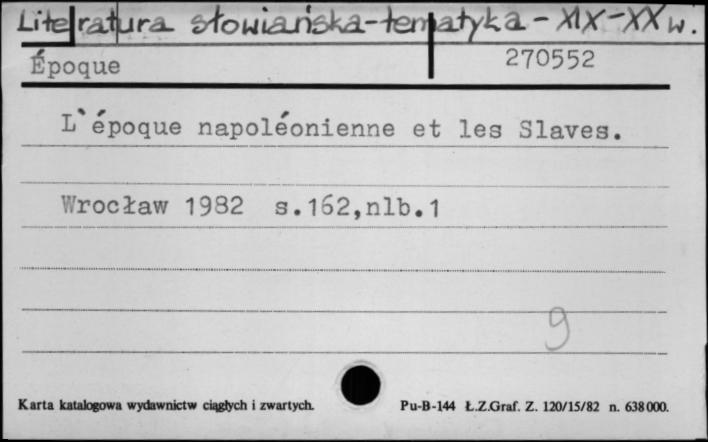 Literatura słowiańska-tematyka - XIX-XX w.
Époque 270552
L`époque napoléonienne et les Slaves.
Wrocław 1982 s.162,nlb.1
9
Karta katalogowa wydawnictw ciągłych i zwartych. Pu-B-144 Ł.Z.Graf. Z. 120/15/82 n. 638000.